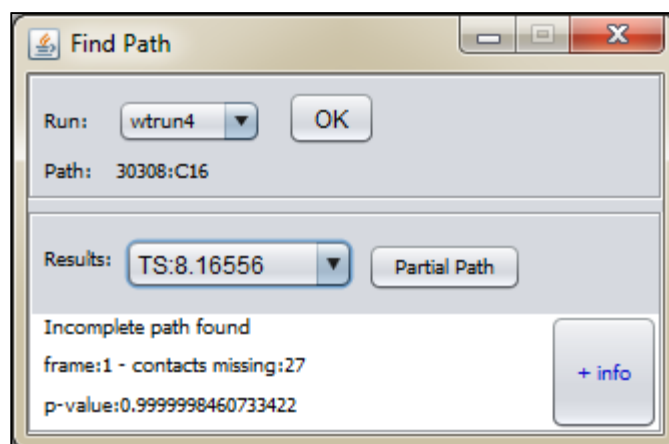 Find Path
Run: wtrun4 OK
Path: 30308:C16
Results: TS:8.16556 Partial Path
Incomplete path found
frame:1 - contacts missing:27
+ info
p-value:0.9999998460733422